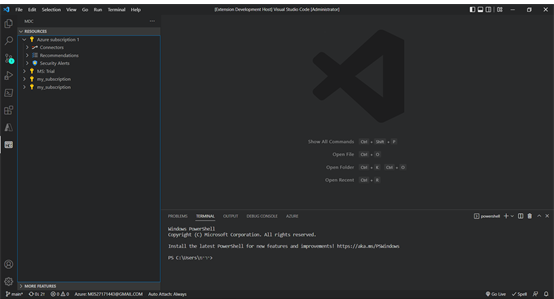 File Edit Selection View Go Run Terminal Help
[Extension Development Host] Visual Studio Code [Administrator]
MDC
RESOURCES
Azure subscription 1
Connectors
Recommendations
Security Alerts
MS Trial
my_subscription
my_subscription
MORE FEATURES
Show All Commands Ctrl + Shift + P
Open File Ctrl + O
Open Folder Ctrl + K Ctrl + O
Open Recent Ctrl + R
PROBLEMS TERMINAL OUTPUT DEBUG CONSOLE AZURE
powershell
Windows PowerShell
Copyright (C) Microsoft Corporation. All rights reserved.
Install the latest PowerShell for new features and improvements! https://aka.ms/PSWindows
PS C:\Users\
main* 0↓ 2↑ 0 0 Azure: M0527171443@GMAIL.COM Auto Attach: Always
Go Live Spell